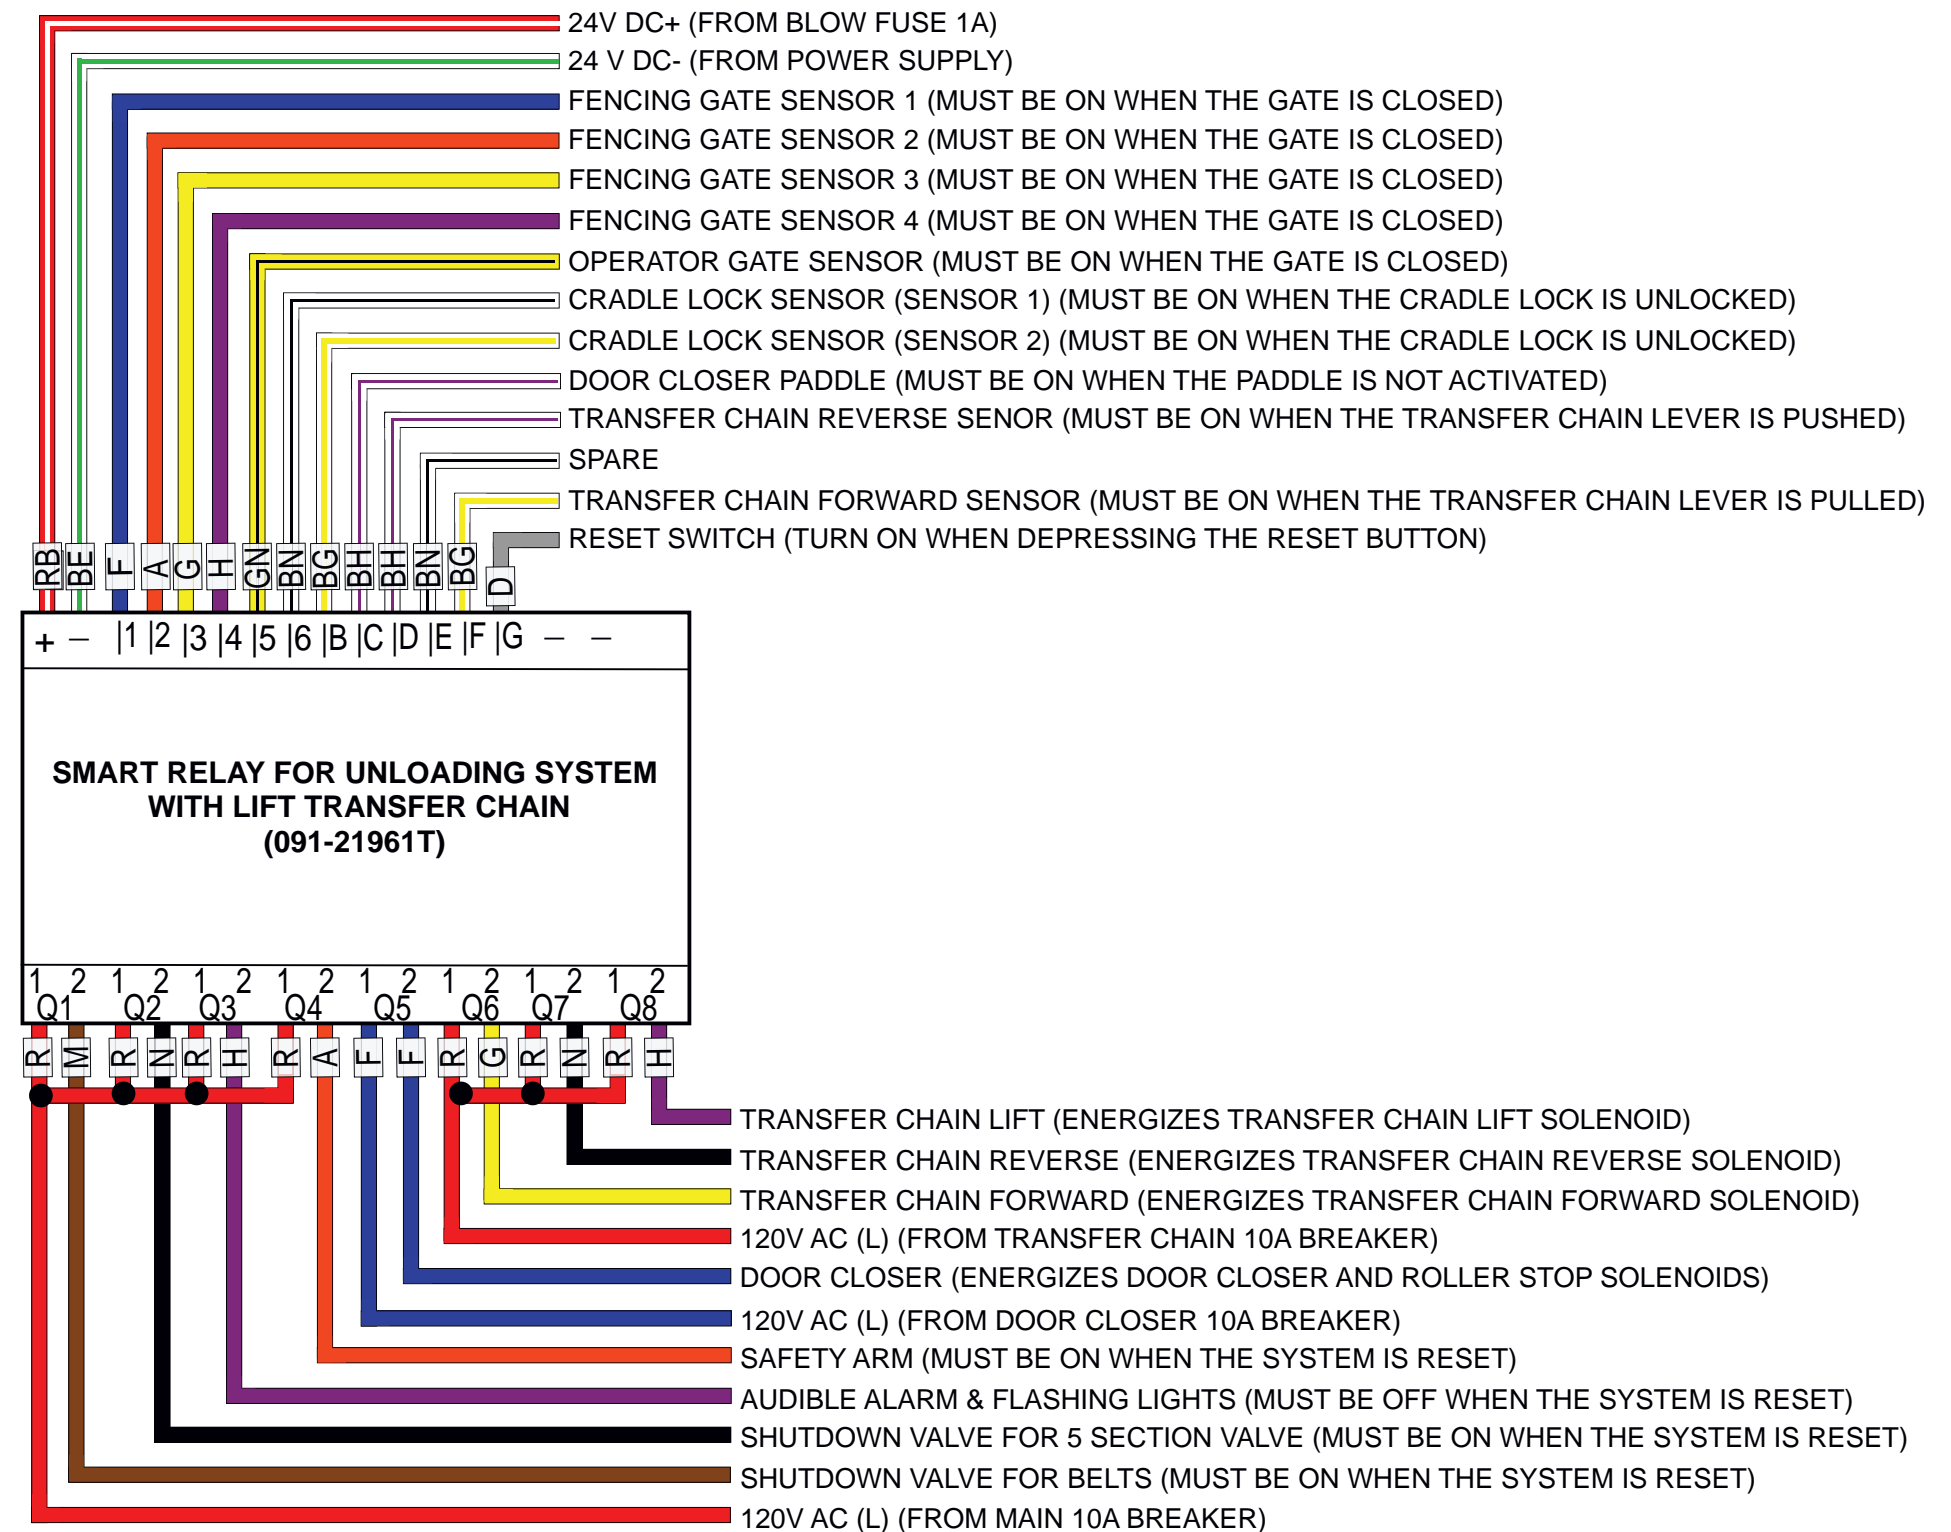 24V DC+ (FROM BLOW FUSE 1A)
24 V DC- (FROM POWER SUPPLY)
FENCING GATE SENSOR 1 (MUST BE ON WHEN THE GATE IS CLOSED)
FENCING GATE SENSOR 2 (MUST BE ON WHEN THE GATE IS CLOSED)
FENCING GATE SENSOR 3 (MUST BE ON WHEN THE GATE IS CLOSED)
FENCING GATE SENSOR 4 (MUST BE ON WHEN THE GATE IS CLOSED)
OPERATOR GATE SENSOR (MUST BE ON WHEN THE GATE IS CLOSED)
CRADLE LOCK SENSOR (SENSOR 1) (MUST BE ON WHEN THE CRADLE LOCK IS UNLOCKED)
CRADLE LOCK SENSOR (SENSOR 2) (MUST BE ON WHEN THE CRADLE LOCK IS UNLOCKED)
DOOR CLOSER PADDLE (MUST BE ON WHEN THE PADDLE IS NOT ACTIVATED)
TRANSFER CHAIN REVERSE SENOR (MUST BE ON WHEN THE TRANSFER CHAIN LEVER IS PUSHED)
SPARE
TRANSFER CHAIN FORWARD SENSOR (MUST BE ON WHEN THE TRANSFER CHAIN LEVER IS PULLED)
RESET SWITCH (TURN ON WHEN DEPRESSING THE RESET BUTTON)
RB BE F A G H GN BN BG BH BH BN BG D
+ – |1 |2 |3 |4 |5 |6 |B |C |D |E |F |G – –
SMART RELAY FOR UNLOADING SYSTEM
WITH LIFT TRANSFER CHAIN
(091-21961T)
1 2 1 2 1 2 1 2 1 2 1 2 1 2 1 2
Q1 Q2 Q3 Q4 Q5 Q6 Q7 Q8
R M R N R H R A F F R G R N R H
TRANSFER CHAIN LIFT (ENERGIZES TRANSFER CHAIN LIFT SOLENOID)
TRANSFER CHAIN REVERSE (ENERGIZES TRANSFER CHAIN REVERSE SOLENOID)
TRANSFER CHAIN FORWARD (ENERGIZES TRANSFER CHAIN FORWARD SOLENOID)
120V AC (L) (FROM TRANSFER CHAIN 10A BREAKER)
DOOR CLOSER (ENERGIZES DOOR CLOSER AND ROLLER STOP SOLENOIDS)
120V AC (L) (FROM DOOR CLOSER 10A BREAKER)
SAFETY ARM (MUST BE ON WHEN THE SYSTEM IS RESET)
AUDIBLE ALARM & FLASHING LIGHTS (MUST BE OFF WHEN THE SYSTEM IS RESET)
SHUTDOWN VALVE FOR 5 SECTION VALVE (MUST BE ON WHEN THE SYSTEM IS RESET)
SHUTDOWN VALVE FOR BELTS (MUST BE ON WHEN THE SYSTEM IS RESET)
120V AC (L) (FROM MAIN 10A BREAKER)